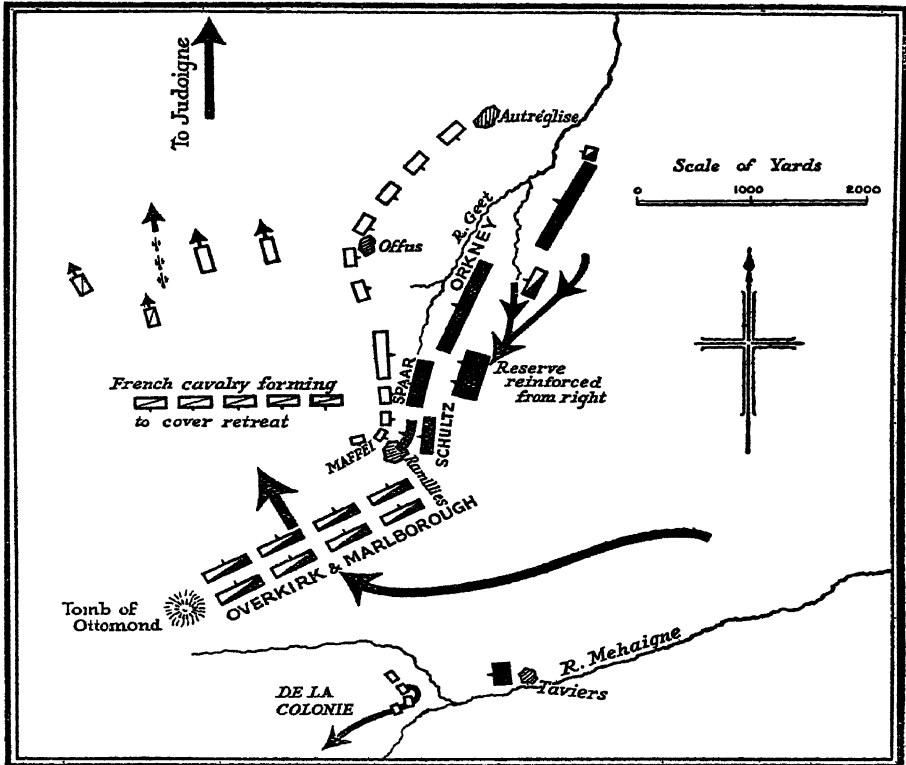 To Judoigne
Autréglise
Scale of Yards
0 1000 2000
R. Geet
Offus
ORKNEY
French cavalry forming
to cover retreat
SPAAR
Reserve
reinforced
from right
SCHULTZ
MAFFEI
Ramillies
OVERKIRK & MARLBOROUGH
Tomb of
Ottomond
R. Mehaigne
Taviers
DE LA
COLONIE